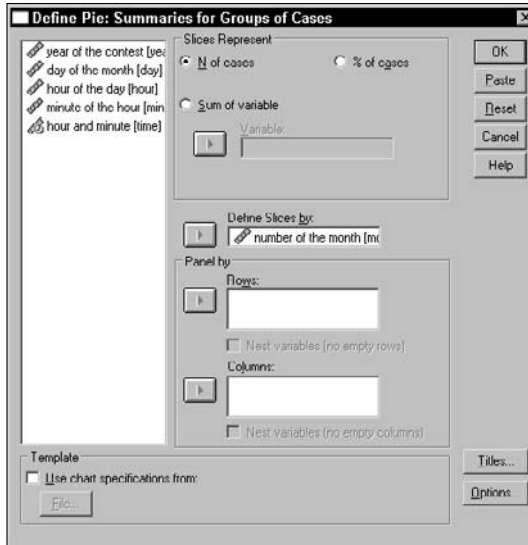 Define Pie: Summaries for Groups of Cases
year of the contest [yea
day of the month [day]
hour of the day [hour]
minute of the hour [min
hour and minute [time]
Slices Represent
N of cases
% of cases
Sum of variable
Variable:
Define Slices by:
number of the month [mo
Panel by
Rows:
Nest variables (no empty rows)
Columns:
Nest variables (no empty columns)
Template
Use chart specifications from:
File...
OK
Paste
Reset
Cancel
Help
Titles...
Options...